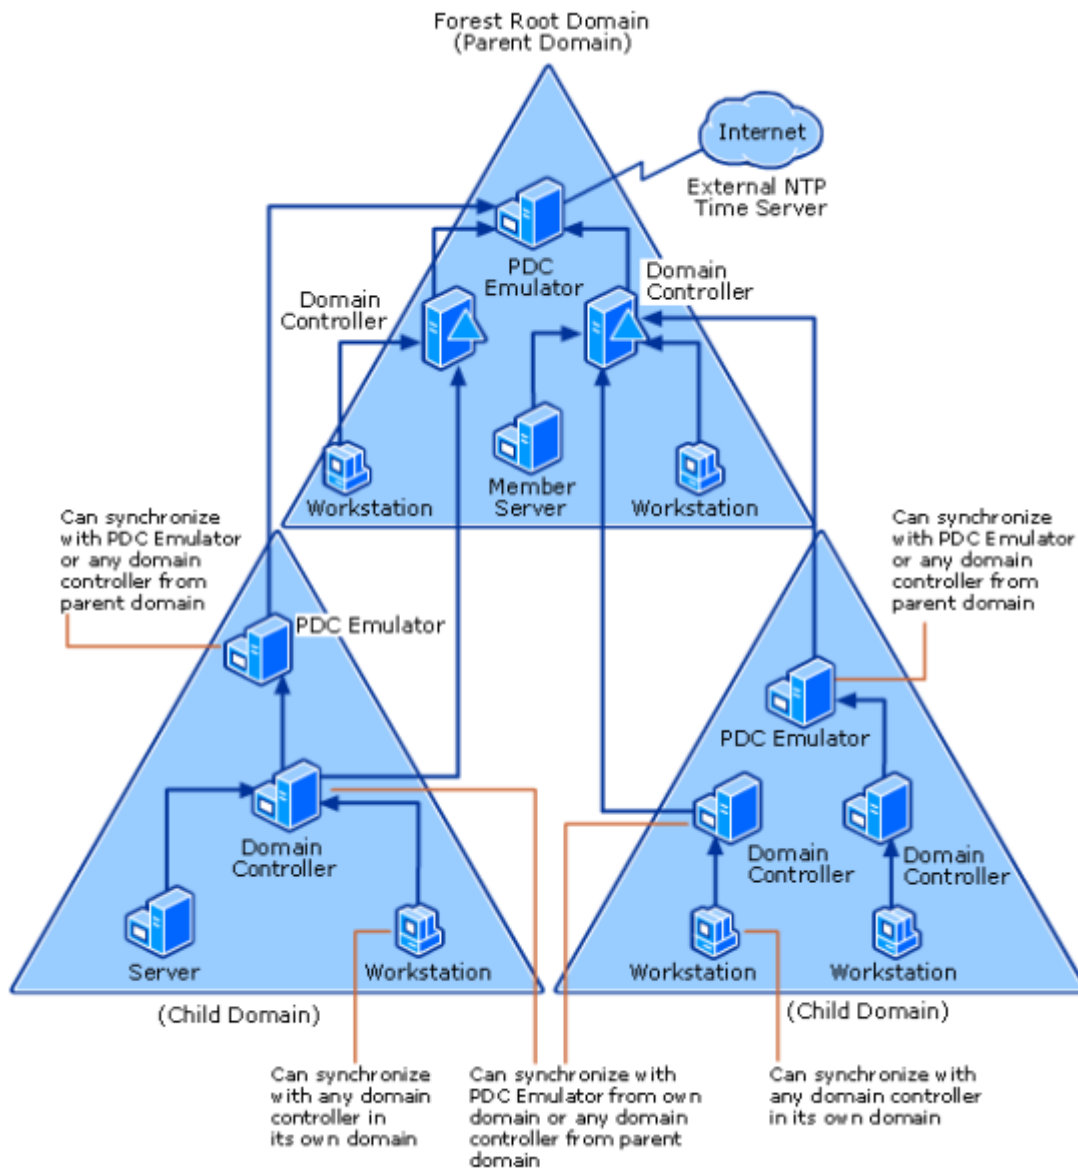 Forest Root Domain
(Parent Domain)
Internet
External NTP
Time Server
PDC
Emulator
Domain
Controller
Domain
Controller
Workstation
Member
Server
Workstation
Can synchronize
with PDC Emulator
or any domain
controller from
parent domain
Can synchronize
with PDC Emulator
or any domain
controller from
parent domain
PDC Emulator
PDC Emulator
Domain
Controller
Domain
Controller
Domain
Controller
Server
Workstation
Workstation
Workstation
(Child Domain)
(Child Domain)
Can synchronize
with any domain
controller in
its own domain
Can synchronize with
PDC Emulator from own
domain or any domain
controller from parent
domain
Can synchronize with
any domain controller
in its own domain